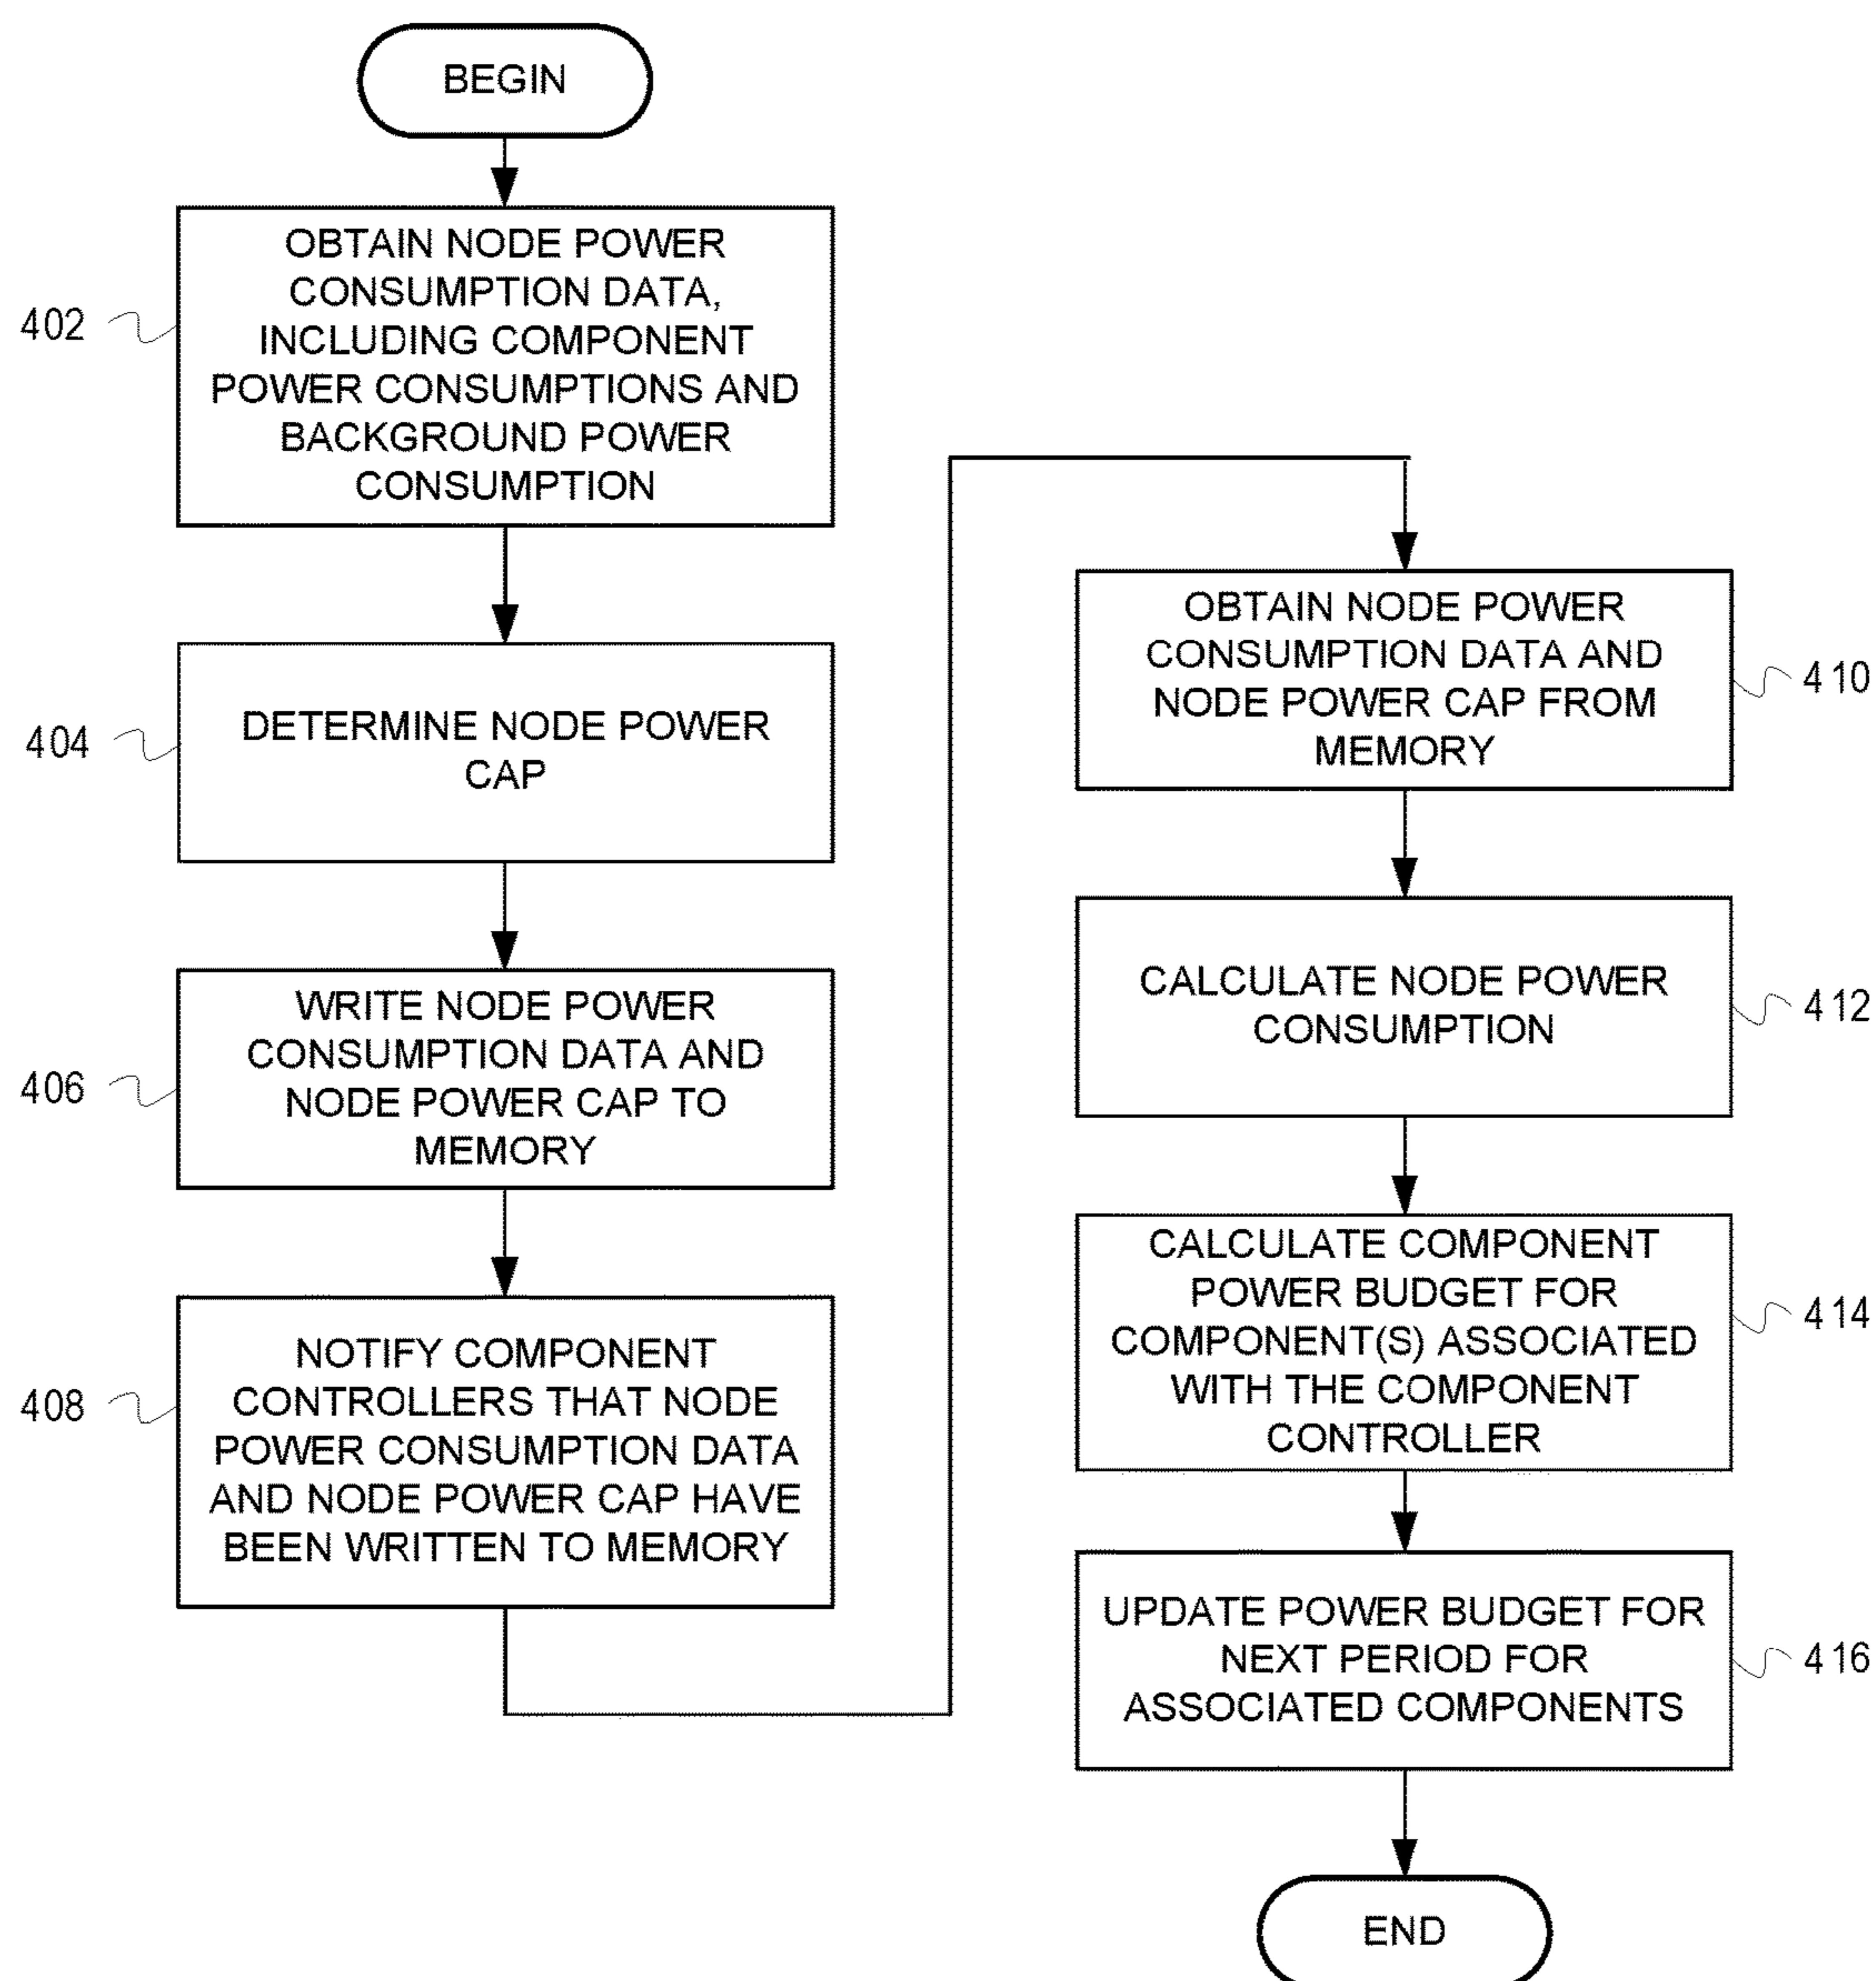 BEGIN
402
OBTAIN NODE POWER
CONSUMPTION DATA,
INCLUDING COMPONENT
POWER CONSUMPTIONS AND
BACKGROUND POWER
CONSUMPTION
404
DETERMINE NODE POWER
CAP
406
WRITE NODE POWER
CONSUMPTION DATA AND
NODE POWER CAP TO
MEMORY
408
NOTIFY COMPONENT
CONTROLLERS THAT NODE
POWER CONSUMPTION DATA
AND NODE POWER CAP HAVE
BEEN WRITTEN TO MEMORY
OBTAIN NODE POWER
CONSUMPTION DATA AND
NODE POWER CAP FROM
MEMORY
410
CALCULATE NODE POWER
CONSUMPTION
412
CALCULATE COMPONENT
POWER BUDGET FOR
COMPONENT(S) ASSOCIATED
WITH THE COMPONENT
CONTROLLER
414
UPDATE POWER BUDGET FOR
NEXT PERIOD FOR
ASSOCIATED COMPONENTS
416
END